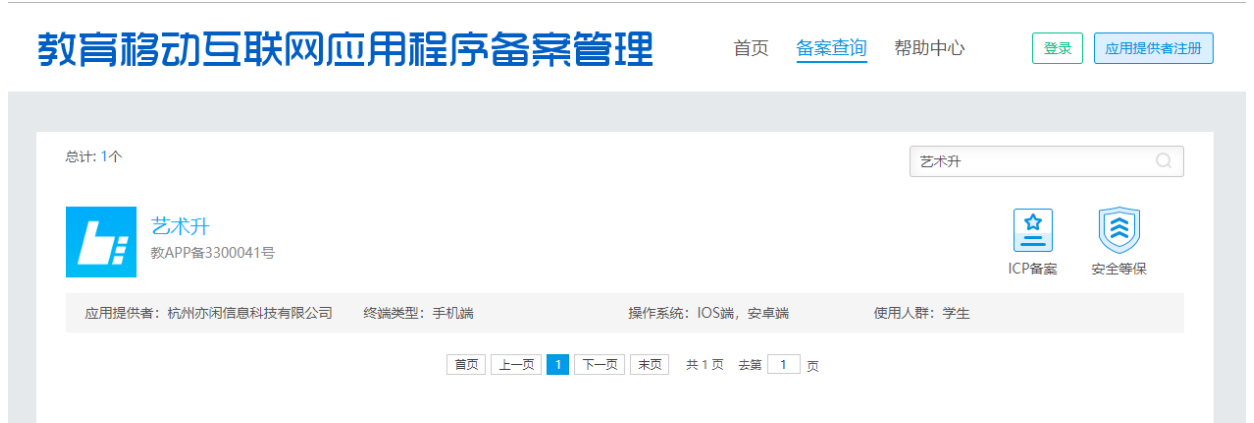 教育移动互联网应用程序备案管理 首页 备案查询 帮助中心 登录 应用提供者注册
总计: 1个 艺术升
艺术升
教APP备3300041号
ICP备案 安全等保
应用提供者：杭州亦闲信息科技有限公司 终端类型：手机端 操作系统：IOS端，安卓端 使用人群：学生
首页 上一页 1 下一页 末页 共 1 页 去第 1 页